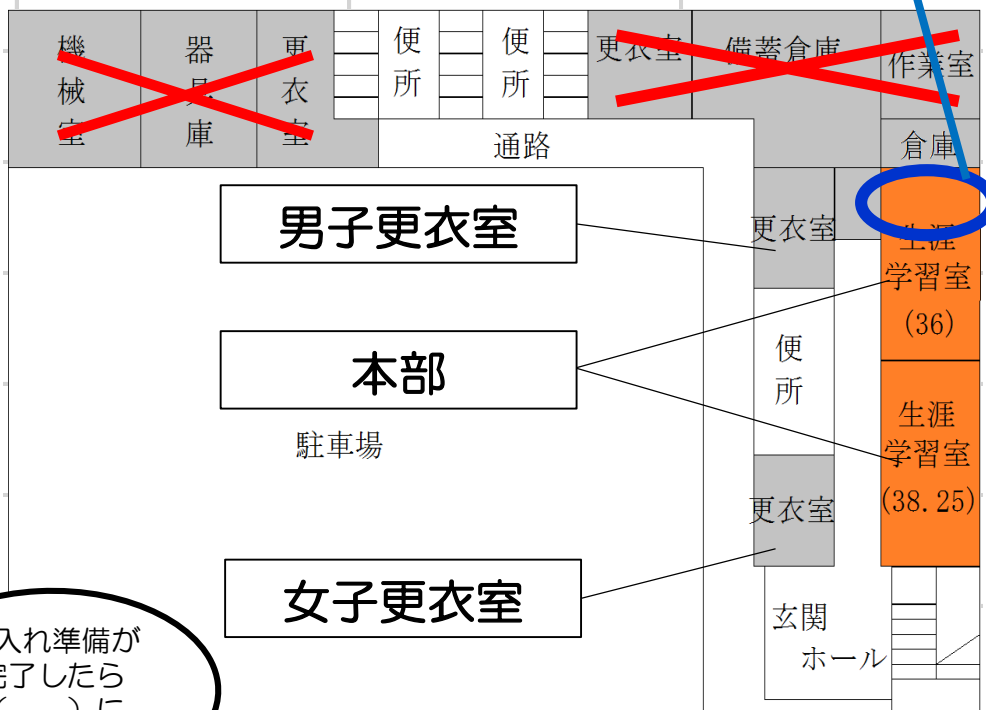 機械室
器具庫
更衣室
便所
便所
更衣室
備蓄倉庫
作業室
通路
倉庫
男子更衣室
更衣室
生涯
学習室
(36)
本部
便所
駐車場
生涯
学習室
(38.25)
更衣室
女子更衣室
玄関
ホール
入れ準備が
完了したら